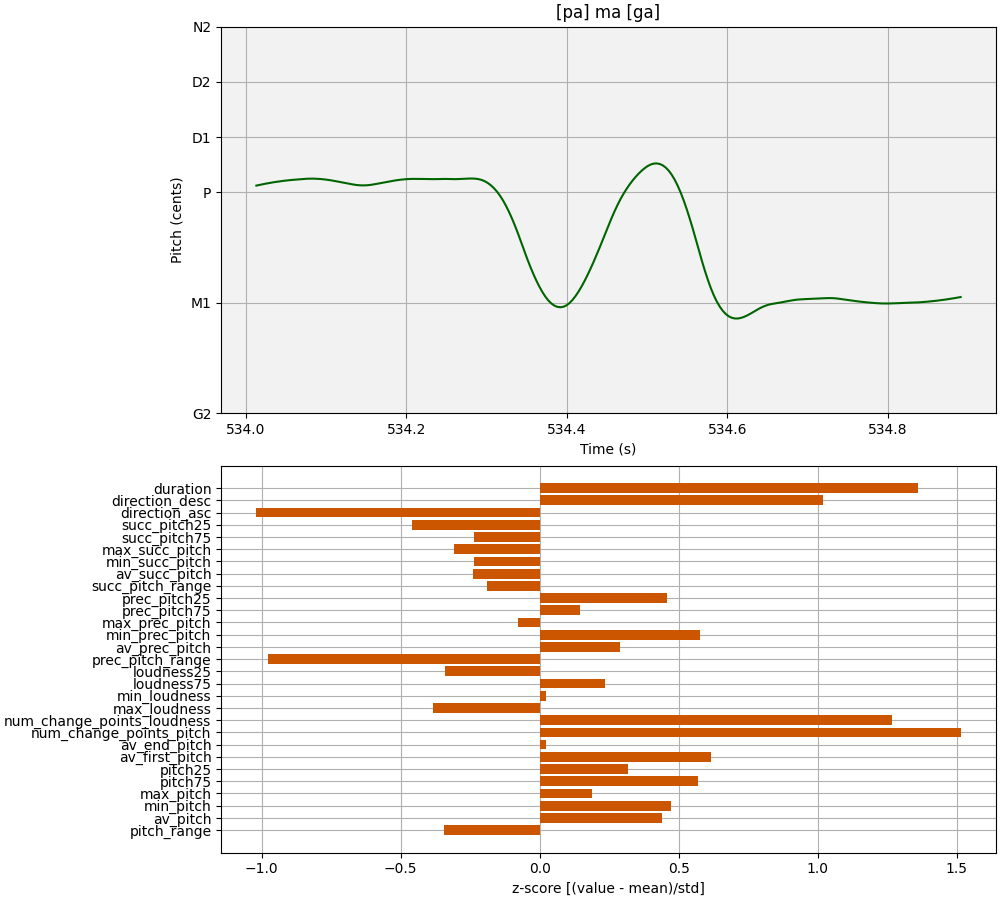 [pa] ma [ga]
N2
D2
D1
P
M1
G2
Pitch (cents)
534.0 534.2 534.4 534.6 534.8
Time (s)
duration
direction_desc
direction_asc
succ_pitch25
succ_pitch75
max_succ_pitch
min_succ_pitch
av_succ_pitch
succ_pitch_range
prec_pitch25
prec_pitch75
max_prec_pitch
min_prec_pitch
av_prec_pitch
prec_pitch_range
loudness25
loudness75
min_loudness
max_loudness
num_change_points_loudness
num_change_points_pitch
av_end_pitch
av_first_pitch
pitch25
pitch75
max_pitch
min_pitch
av_pitch
pitch_range
−1.0 −0.5 0.0 0.5 1.0 1.5
z-score [(value - mean)/std]